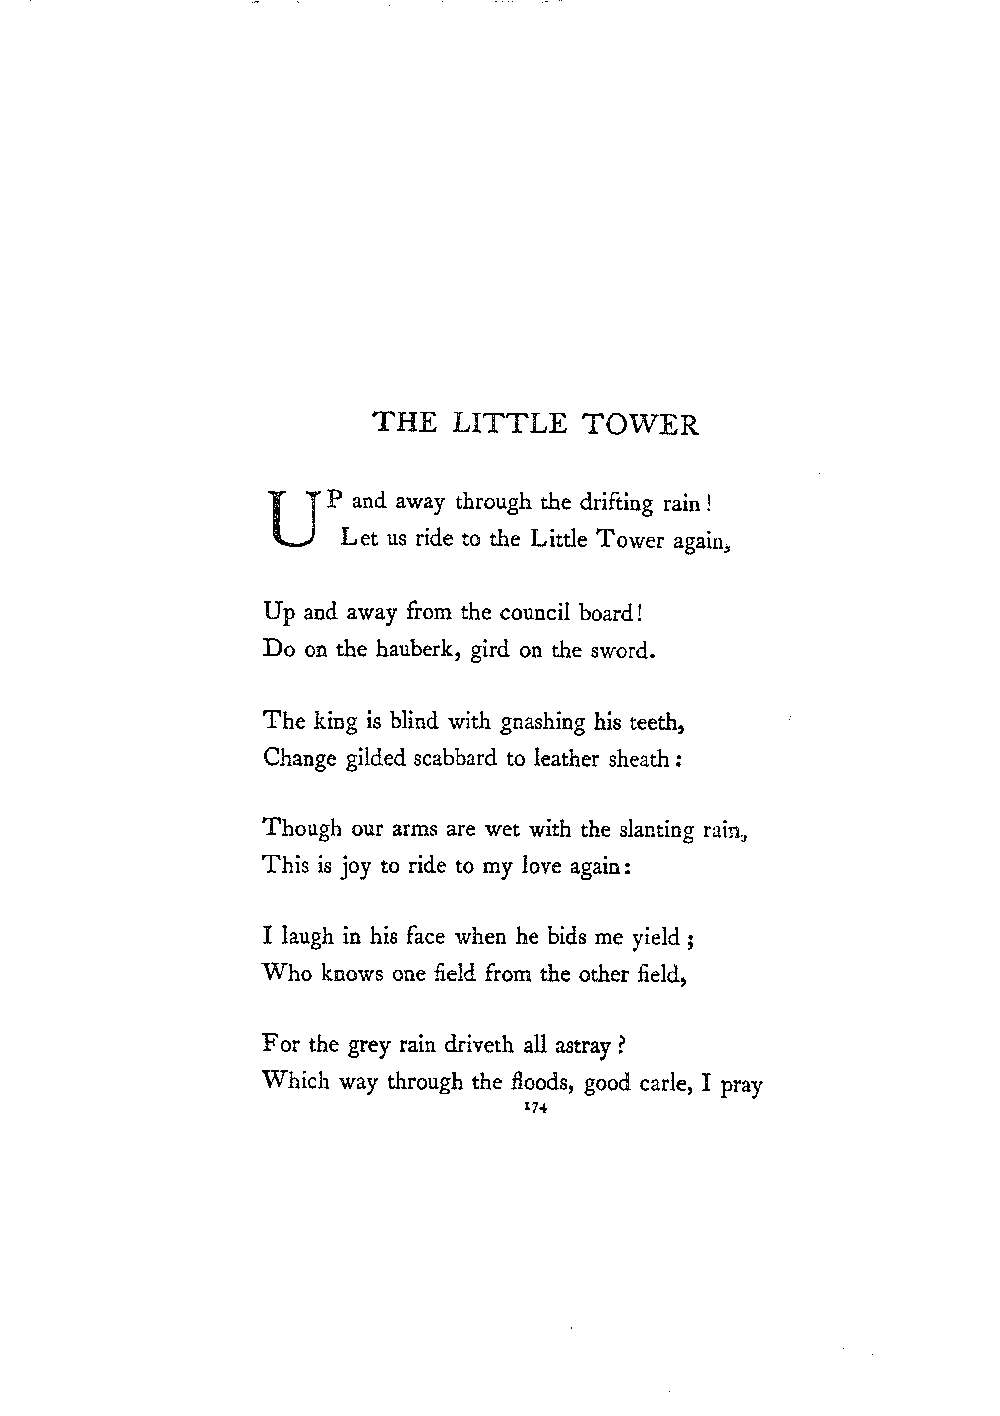 THE LITTLE TOWER
UP and away through the drifting rain!
Let us ride to the Little Tower again,
Up and away from the council board!
Do on the hauberk, gird on the sword.
The king is blind with gnashing his teeth,
Change gilded scabbard to leather sheath:
Though our arms are wet with the slanting rain,
This is joy to ride to my love again:
I laugh in his face when he bids me yield;
Who knows one field from the other field,
For the grey rain driveth all astray?
Which way through the floods, good carle, I pray
174